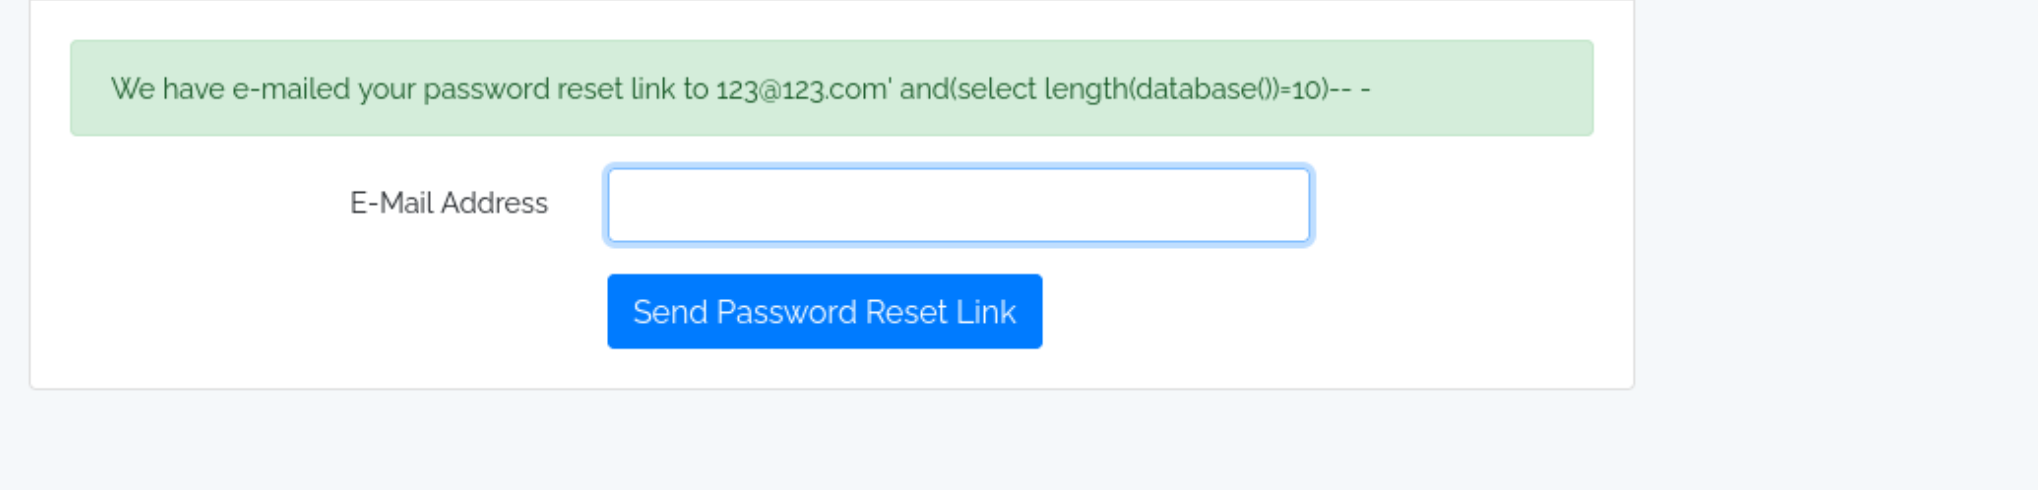 We have e-mailed your password reset link to 123@123.com' and(select length(database())=10)-- -
E-Mail Address
Send Password Reset Link